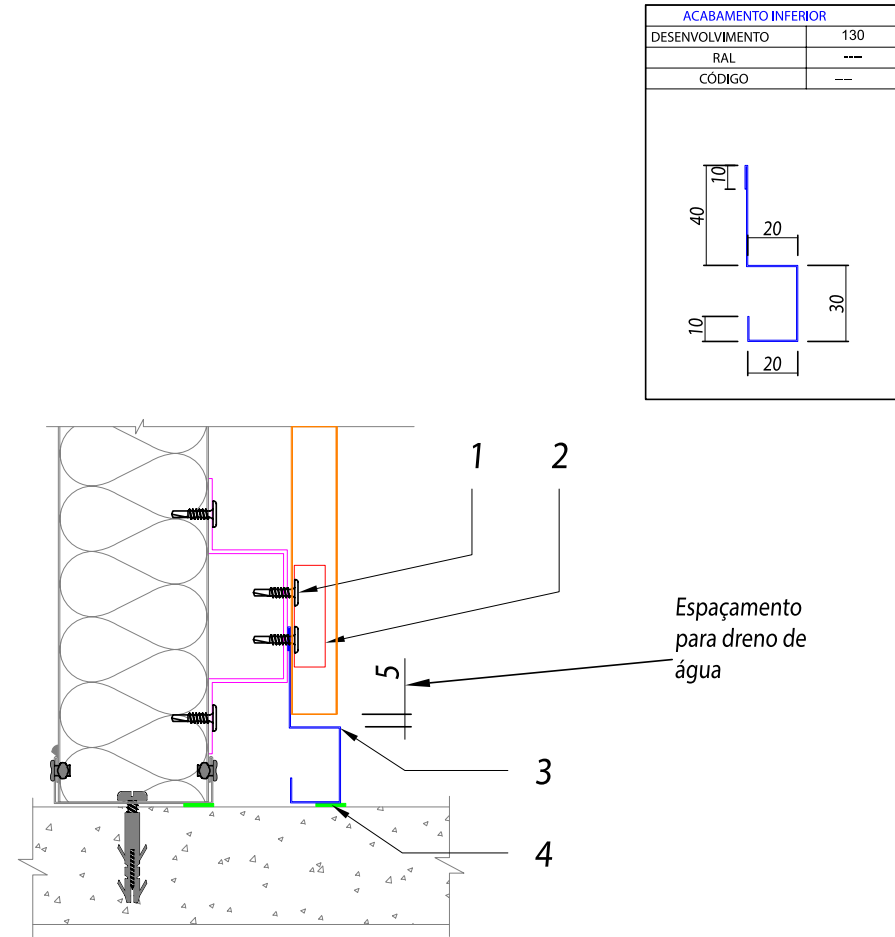 ACABAMENTO INFERIOR
DESENVOLVIMENTO 130
RAL ----
CÓDIGO ----
10
40
20
30
10
20
1 2
Espaçamento
para dreno de
água
5
3
4